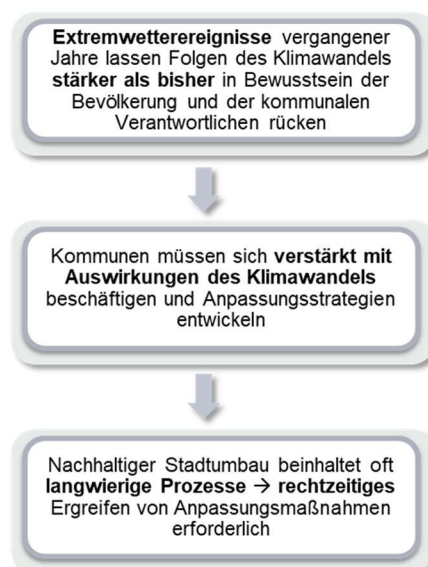 Extremwetterereignisse vergangener
Jahre lassen Folgen des Klimawandels
stärker als bisher in Bewusstsein der
Bevölkerung und der kommunalen
Verantwortlichen rücken
Kommunen müssen sich verstärkt mit
Auswirkungen des Klimawandels
beschäftigen und Anpassungsstrategien
entwickeln
Nachhaltiger Stadtumbau beinhaltet oft
langwierige Prozesse → rechtzeitiges
Ergreifen von Anpassungsmaßnahmen
erforderlich